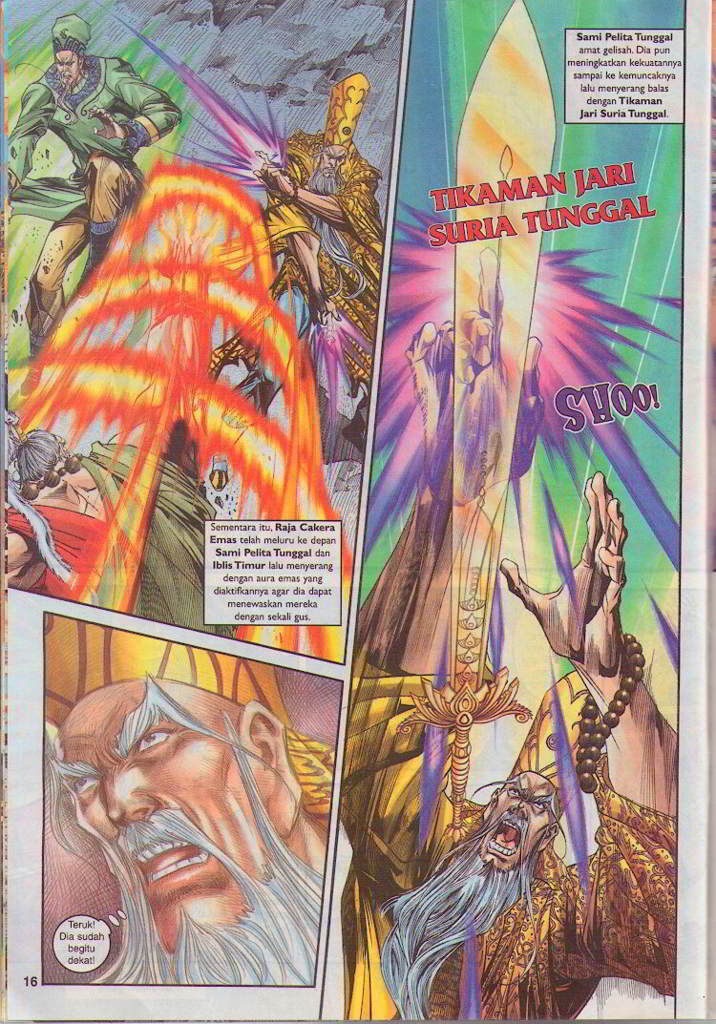 Sementara itu, Raja Cakera
Emas telah meluru ke depan
Sami Pelita Tunggal dan
Iblis Timur lalu menyerang
dengan aura emas yang
diaktifkannya agar dia dapat
menewaskan mereka
dengan sekali gus.
Teruk!
Dia sudah
begitu
dekat!
Sami Pelita Tunggal
amat gelisah. Dia pun
meningkatkan kekuatannya
sampai ke kemuncaknya
lalu menyerang balas
dengan Tikaman
Jari Suria Tunggal.
TIKAMAN JARI
SURIA TUNGGAL
SHOO!
16